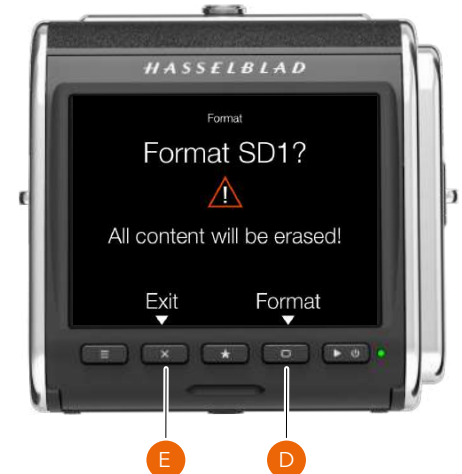 HASSELBLAD
Format
Format SD1?
All content will be erased!
Exit Format
E D